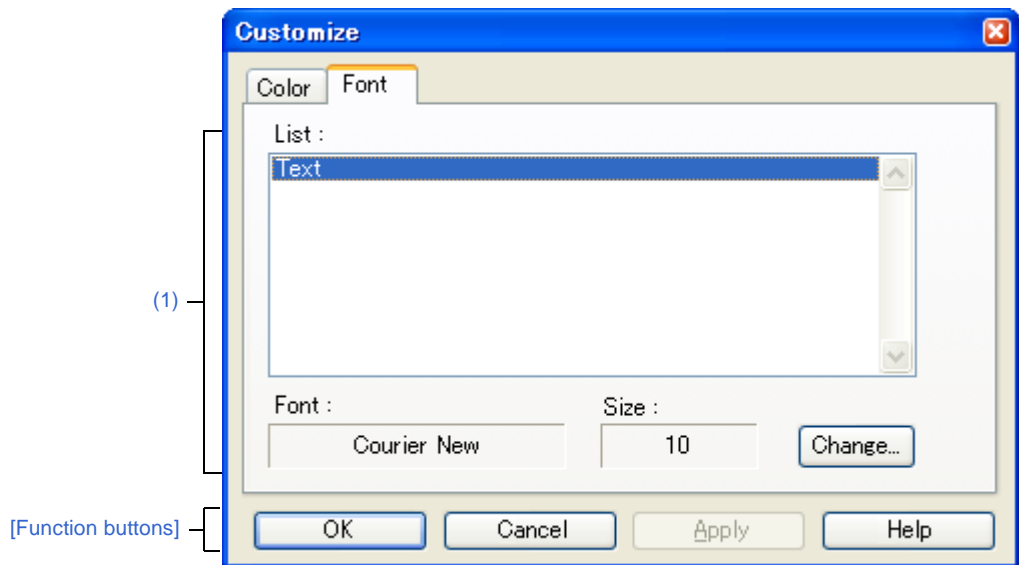 Customize
Color Font
List :
Text
(1)
Font : Size :
Courier New 10 Change...
[Function buttons] OK Cancel Apply Help